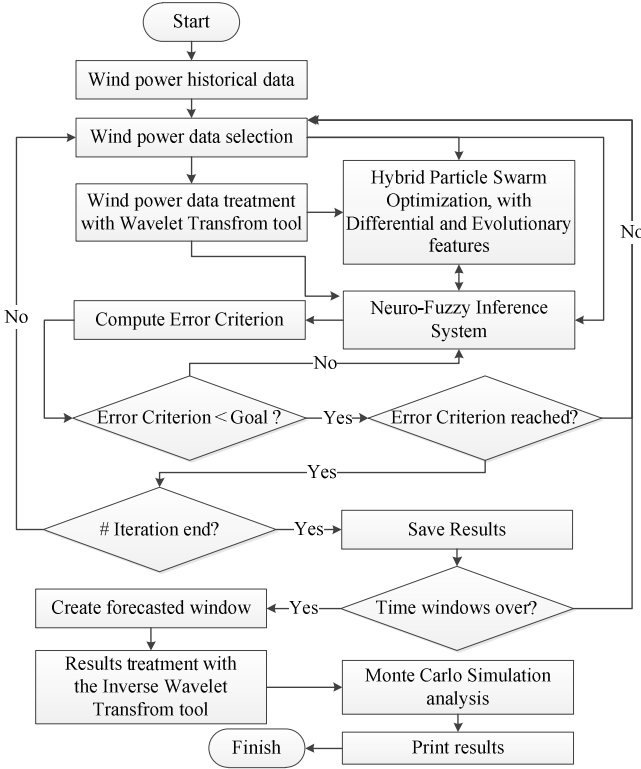 Start
Wind power historical data
Wind power data selection
Wind power data treatment
with Wavelet Transfrom tool
Hybrid Particle Swarm
Optimization, with
Differential and Evolutionary
features
No
No
Compute Error Criterion
Neuro-Fuzzy Inference
System
No
Error Criterion < Goal ?
Yes
Error Criterion reached?
Yes
# Iteration end?
Yes
Save Results
Create forecasted window
Yes
Time windows over?
Results treatment with
the Inverse Wavelet
Transfrom tool
Monte Carlo Simulation
analysis
Finish
Print results